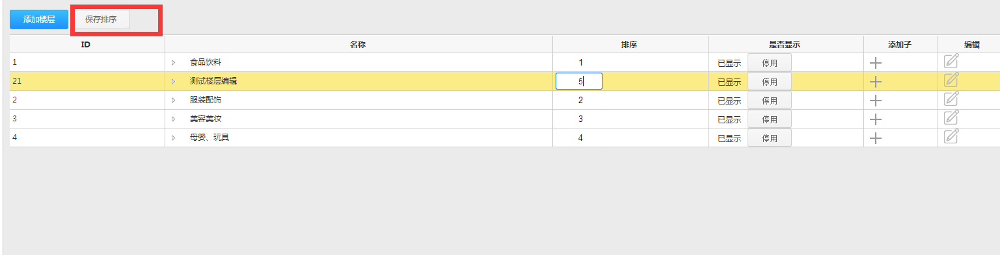 添加楼层 保存排序
ID 名称 排序 是否显示 添加子 编辑
1 食品饮料 1 已显示 停用
21 测试楼层编辑 5 已显示 停用
2 服装配饰 2 已显示 停用
3 美容美妆 3 已显示 停用
4 母婴、玩具 4 已显示 停用